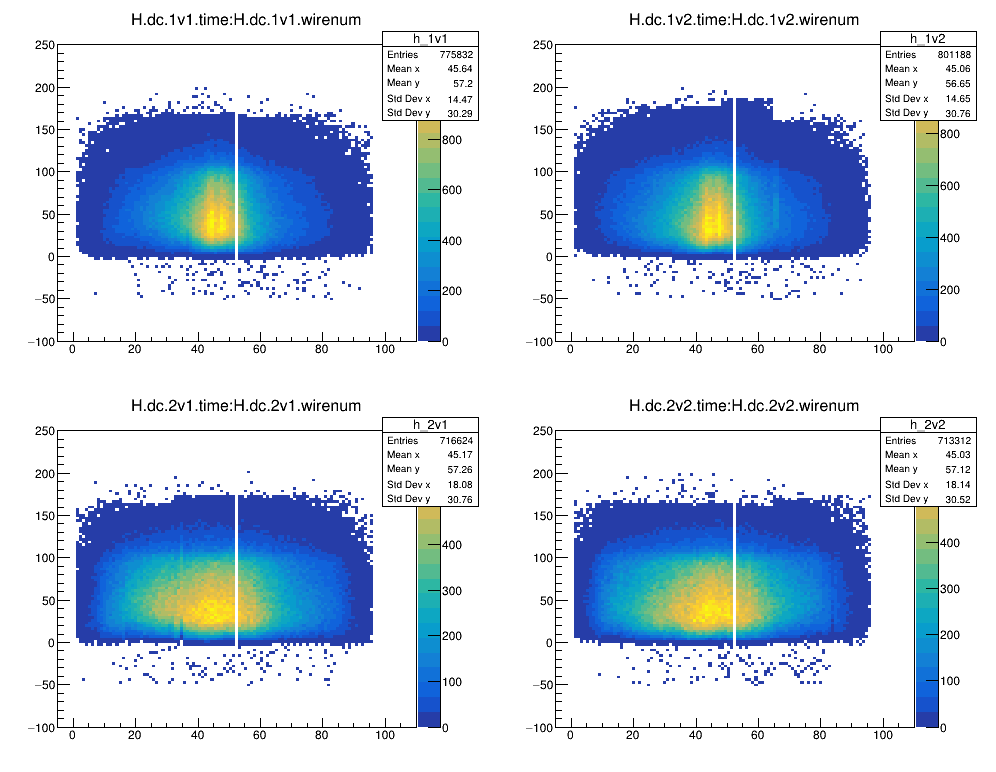 H.dc.1v1.time:H.dc.1v1.wirenum
h_1v1
Entries 775832
Mean x 45.64
Mean y 57.2
Std Dev x 14.47
Std Dev y 30.29
250
200
150
100
50
0
−50
−100
0 20 40 60 80 100
800
600
400
200
0
H.dc.1v2.time:H.dc.1v2.wirenum
h_1v2
Entries 801188
Mean x 45.06
Mean y 56.65
Std Dev x 14.65
Std Dev y 30.76
250
200
150
100
50
0
−50
−100
0 20 40 60 80 100
800
600
400
200
0
H.dc.2v1.time:H.dc.2v1.wirenum
h_2v1
Entries 716624
Mean x 45.17
Mean y 57.26
Std Dev x 18.08
Std Dev y 30.76
250
200
150
100
50
0
−50
−100
0 20 40 60 80 100
400
300
200
100
0
H.dc.2v2.time:H.dc.2v2.wirenum
h_2v2
Entries 713312
Mean x 45.03
Mean y 57.12
Std Dev x 18.14
Std Dev y 30.52
250
200
150
100
50
0
−50
−100
0 20 40 60 80 100
400
300
200
100
0